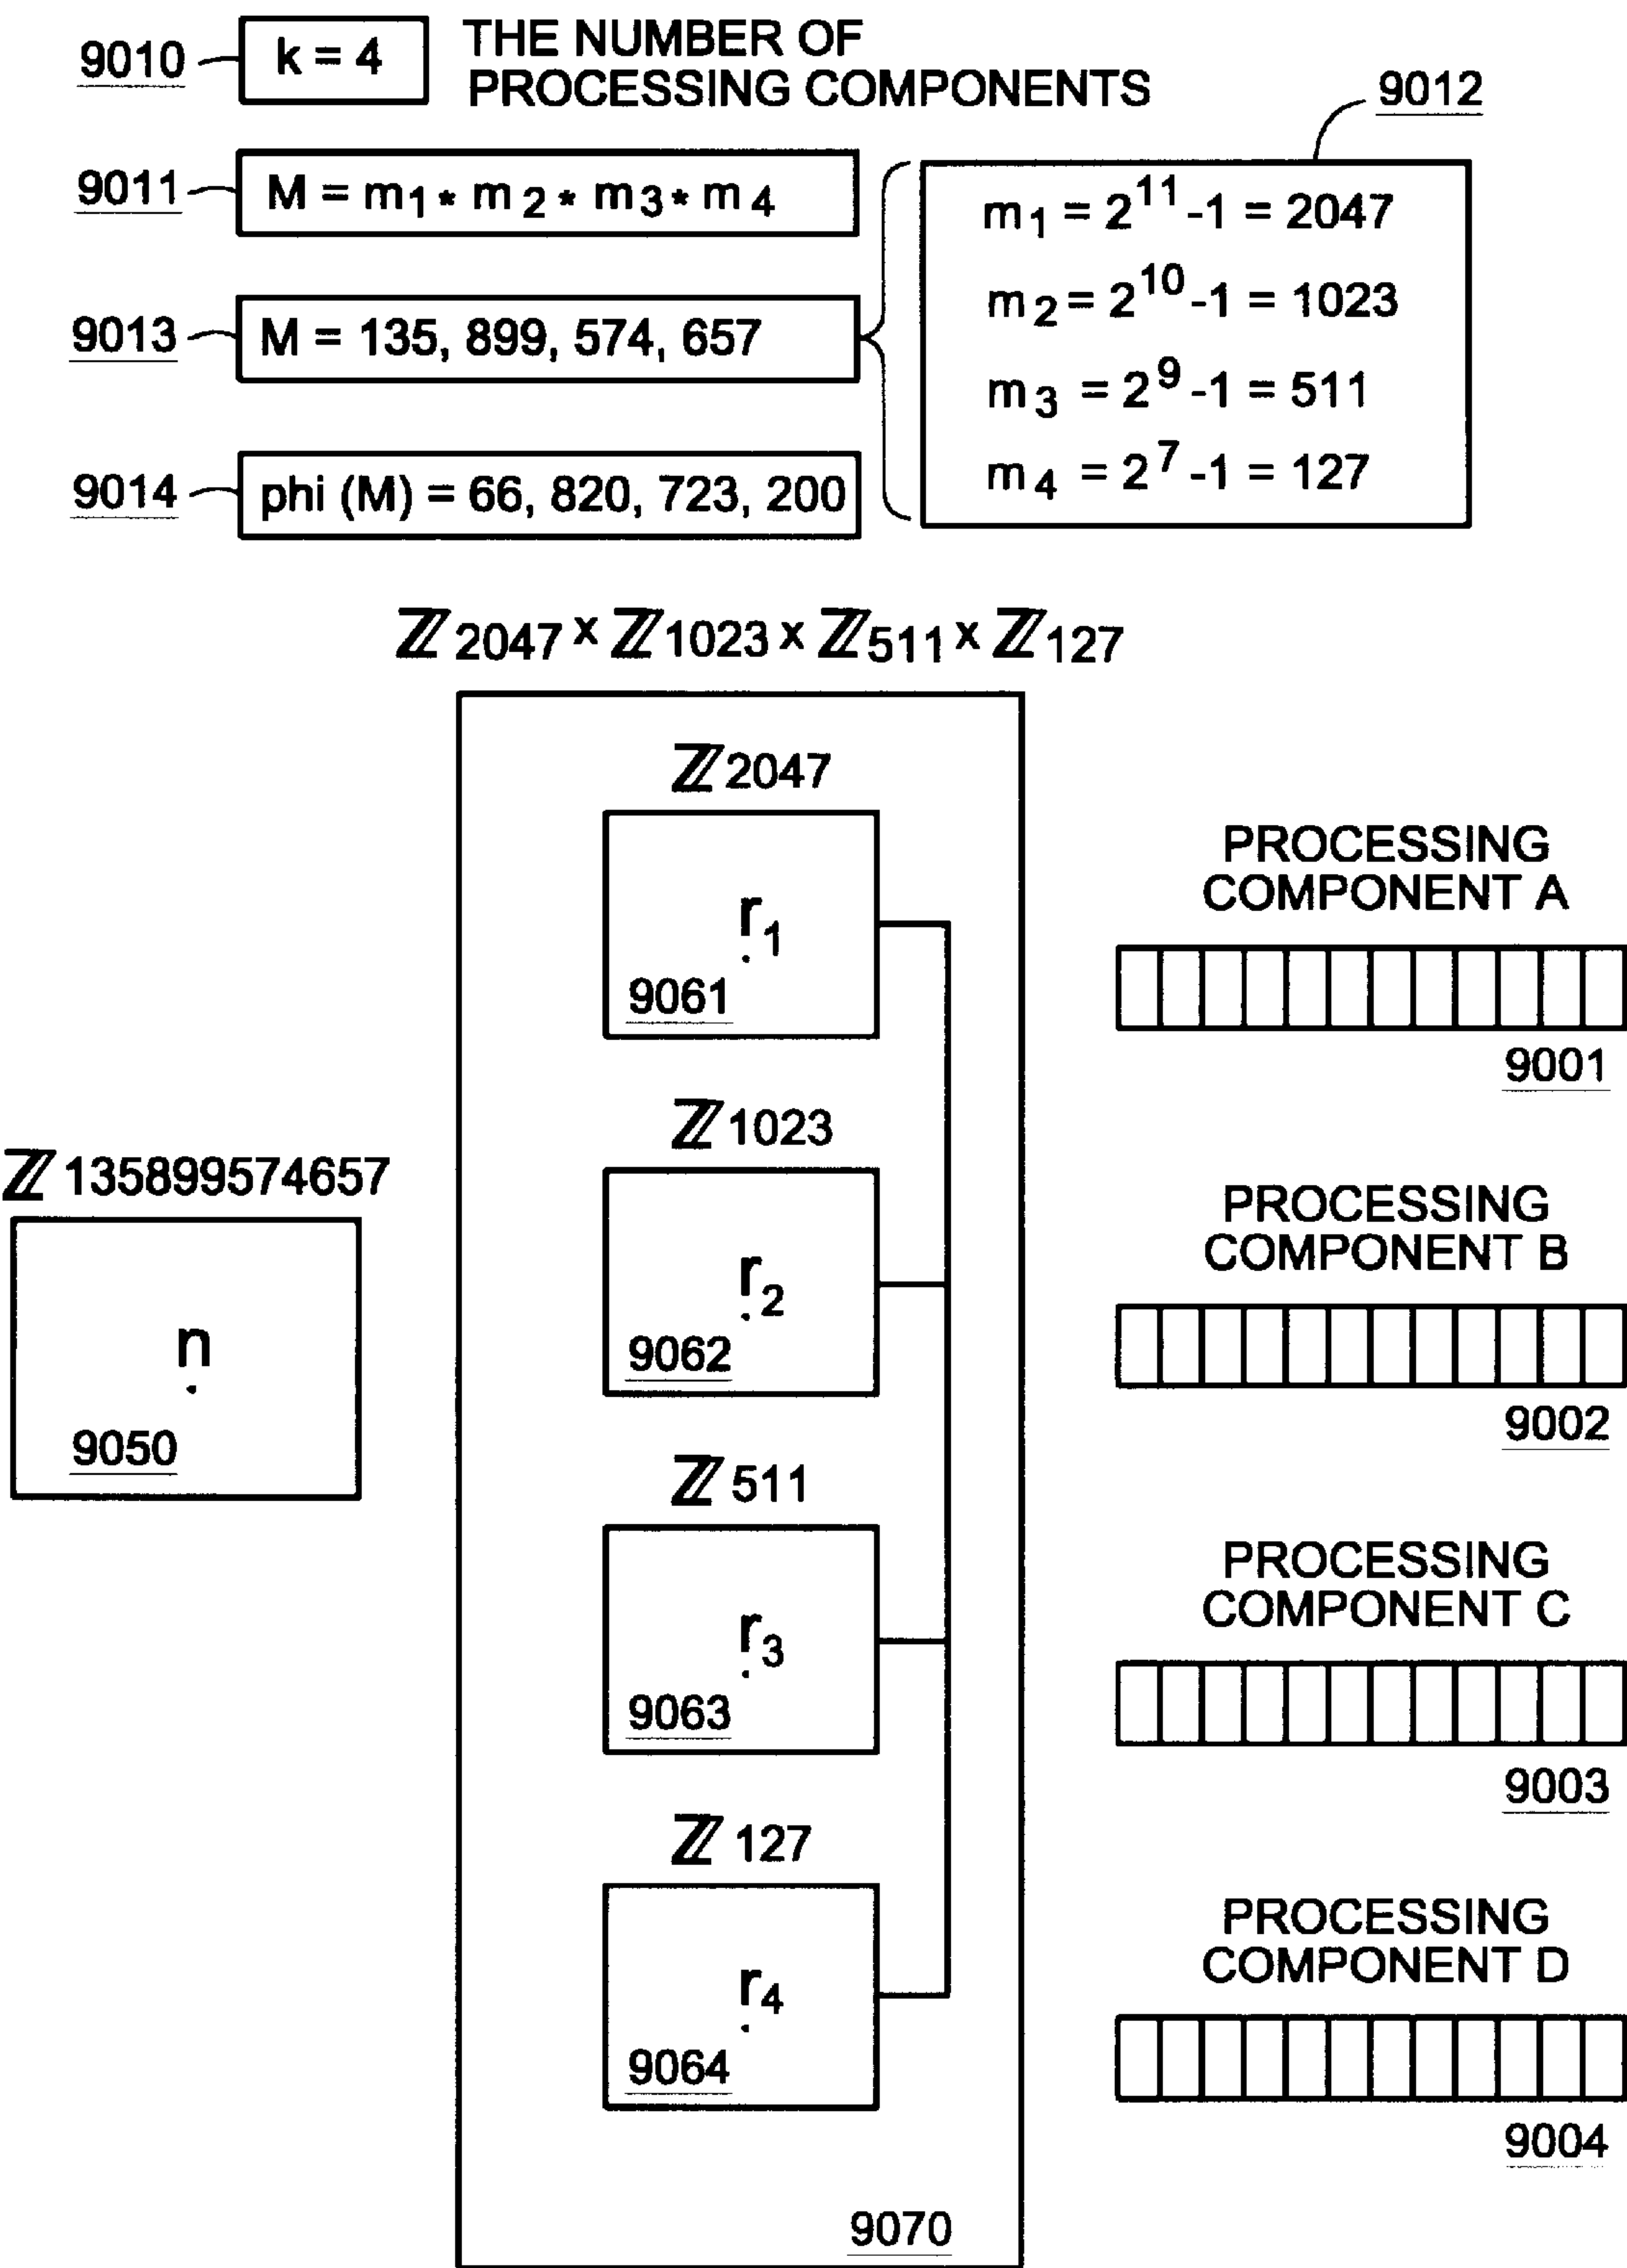 9010 k = 4 THE NUMBER OF
PROCESSING COMPONENTS
9012
9011 M = m1 * m2 * m3 * m4
9013 M = 135, 899, 574, 657
9014 phi (M) = 66, 820, 723, 200
m1 = 2^11 -1 = 2047
m2 = 2^10 -1 = 1023
m3 = 2^9 -1 = 511
m4 = 2^7 -1 = 127
ℤ2047 x ℤ1023 x ℤ511 x ℤ127
ℤ135899574657
n
9050
ℤ2047
r1
9061
ℤ1023
r2
9062
ℤ511
r3
9063
ℤ127
r4
9064
9070
PROCESSING
COMPONENT A
9001
PROCESSING
COMPONENT B
9002
PROCESSING
COMPONENT C
9003
PROCESSING
COMPONENT D
9004